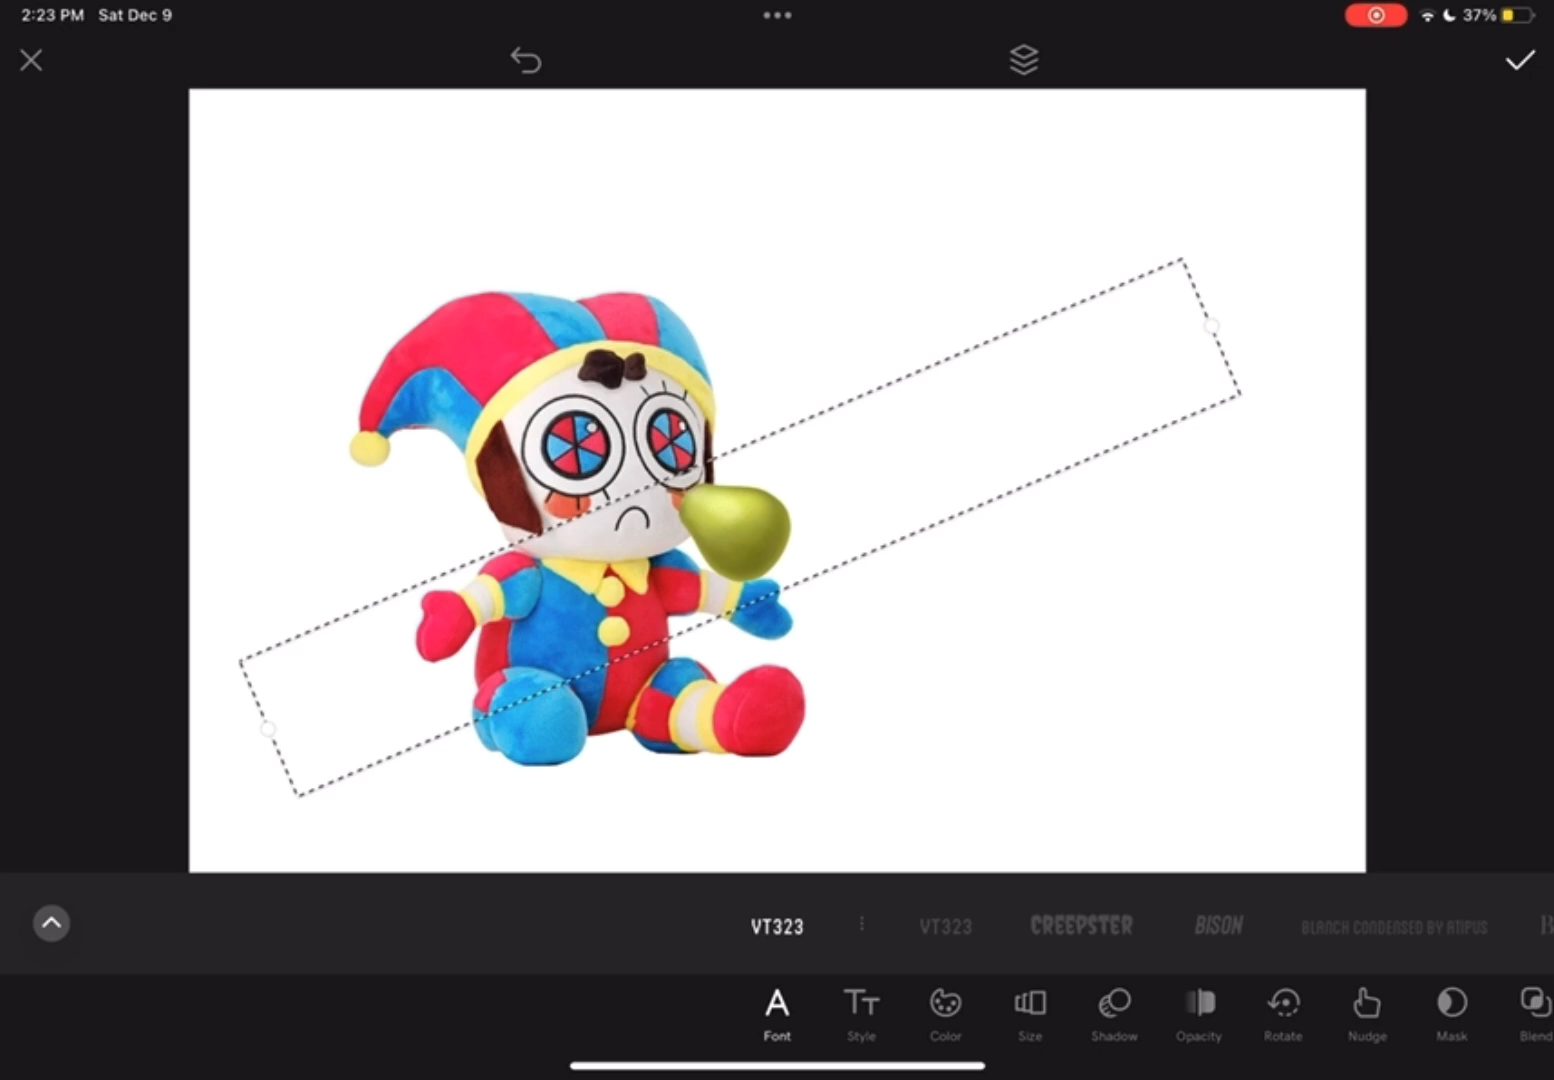 2:23 PM Sat Dec 9
37%
VT323 VT323 CREEPSTER BISON BLANCH CONDENSED BY ATIPUS
Font Style Color Size Shadow Opacity Rotate Nudge Mask Blend